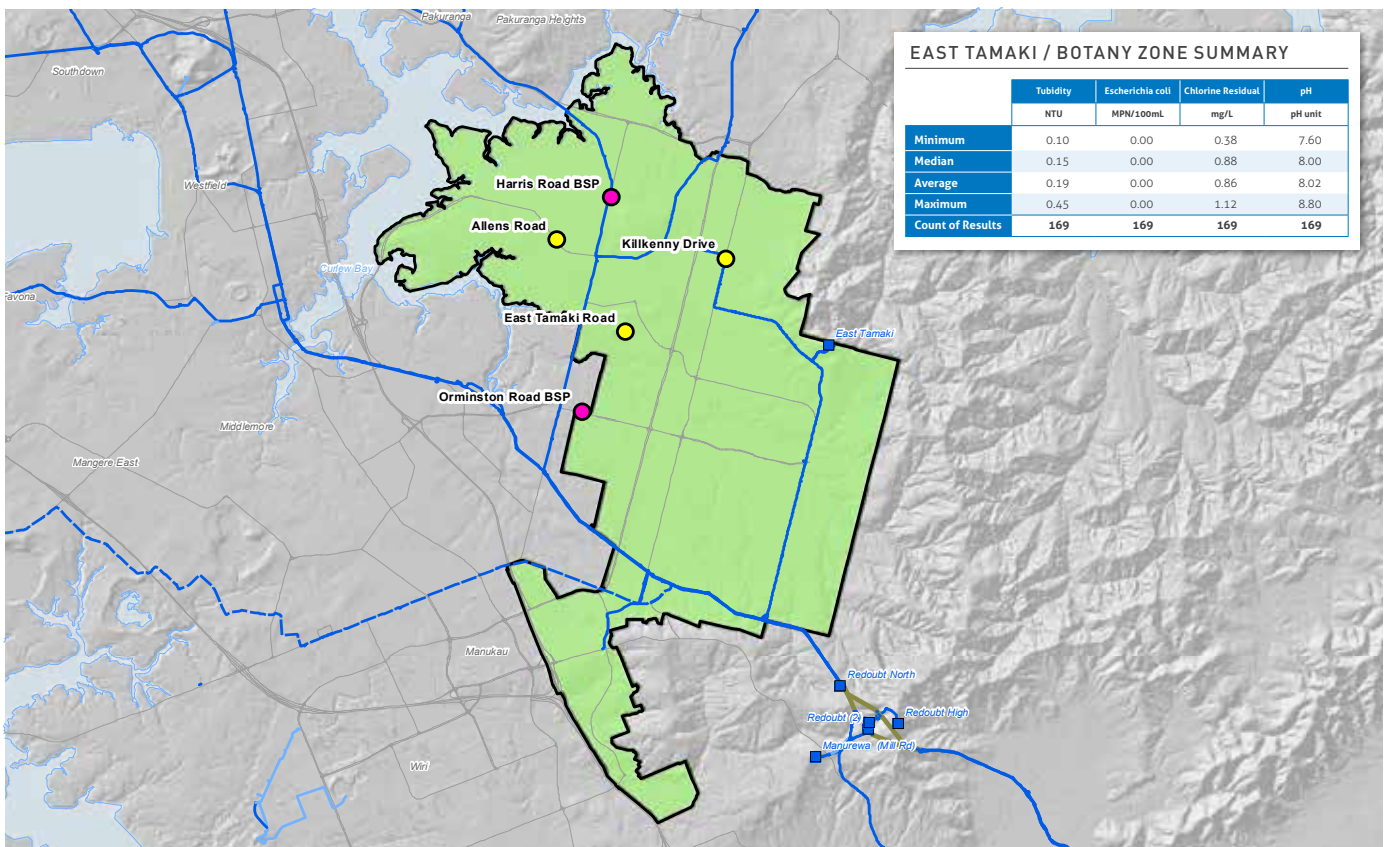 Pakuranga
Pakuranga Heights
Southdown
EAST TAMAKI / BOTANY ZONE SUMMARY
Tubidity Escherichia coli Chlorine Residual pH
NTU MPN/100mL mg/L pH unit
Minimum 0.10 0.00 0.38 7.60
Median 0.15 0.00 0.88 8.00
Average 0.19 0.00 0.86 8.02
Maximum 0.45 0.00 1.12 8.80
Count of Results 169 169 169 169
Westfield
Harris Road BSP
Allens Road
Killkenny Drive
Curlew Bay
Favona
East Tamaki Road
East Tamaki
Orminston Road BSP
Middlemore
Mangere East
Manukau
Redoubt North
Redoubt (2)
Redoubt High
Manurewa (Mill Rd)
Wiri